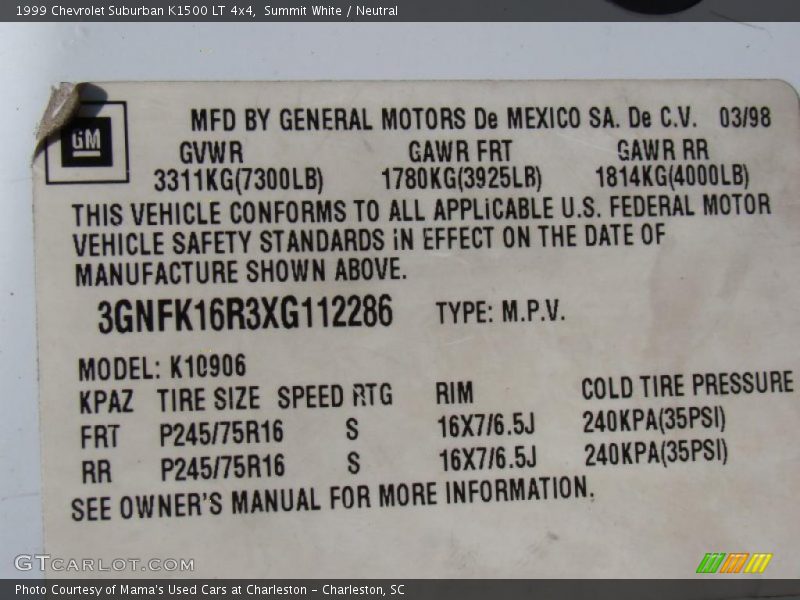 1999 Chevrolet Suburban K1500 LT 4x4, Summit White / Neutral
GM
MFD BY GENERAL MOTORS De MEXICO SA. De C.V. 03/98
GVWR GAWR FRT GAWR RR
3311KG(7300LB) 1780KG(3925LB) 1814KG(4000LB)
THIS VEHICLE CONFORMS TO ALL APPLiCABLE U.S. FEDERAL MOTOR
VEHICLE SAFETY STANDARDS iN EFFECT ON THE DATE OF
MANUFACTURE SHOWN ABOVE.
3GNFK16R3XG112286 TYPE: M.P.V.
MODEL: K10906
KPAZ TIRE SIZE SPEED RTG RIM COLD TIRE PRESSURE
FRT P245/75R16 S 16X7/6.5J 240KPA(35PSI)
RR P245/75R16 S 16X7/6.5J 240KPA(35PSI)
SEE OWNER'S MANUAL FOR MORE INFORMATION.
GTCARLOT.COM
Photo Courtesy of Mama's Used Cars at Charleston - Charleston, SC